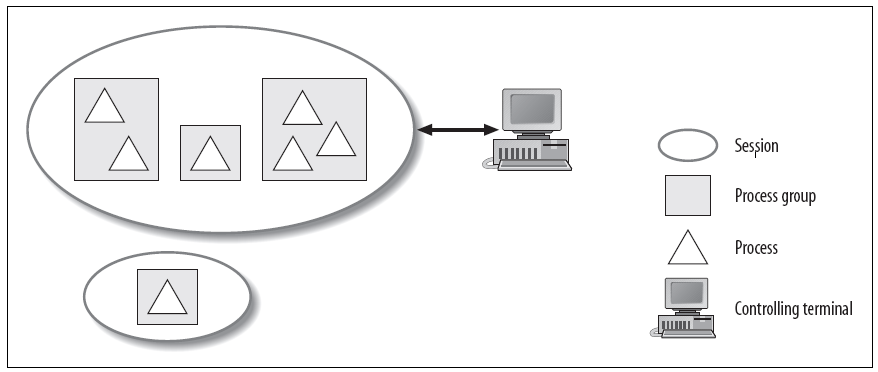 Session
Process group
Process
Controlling terminal